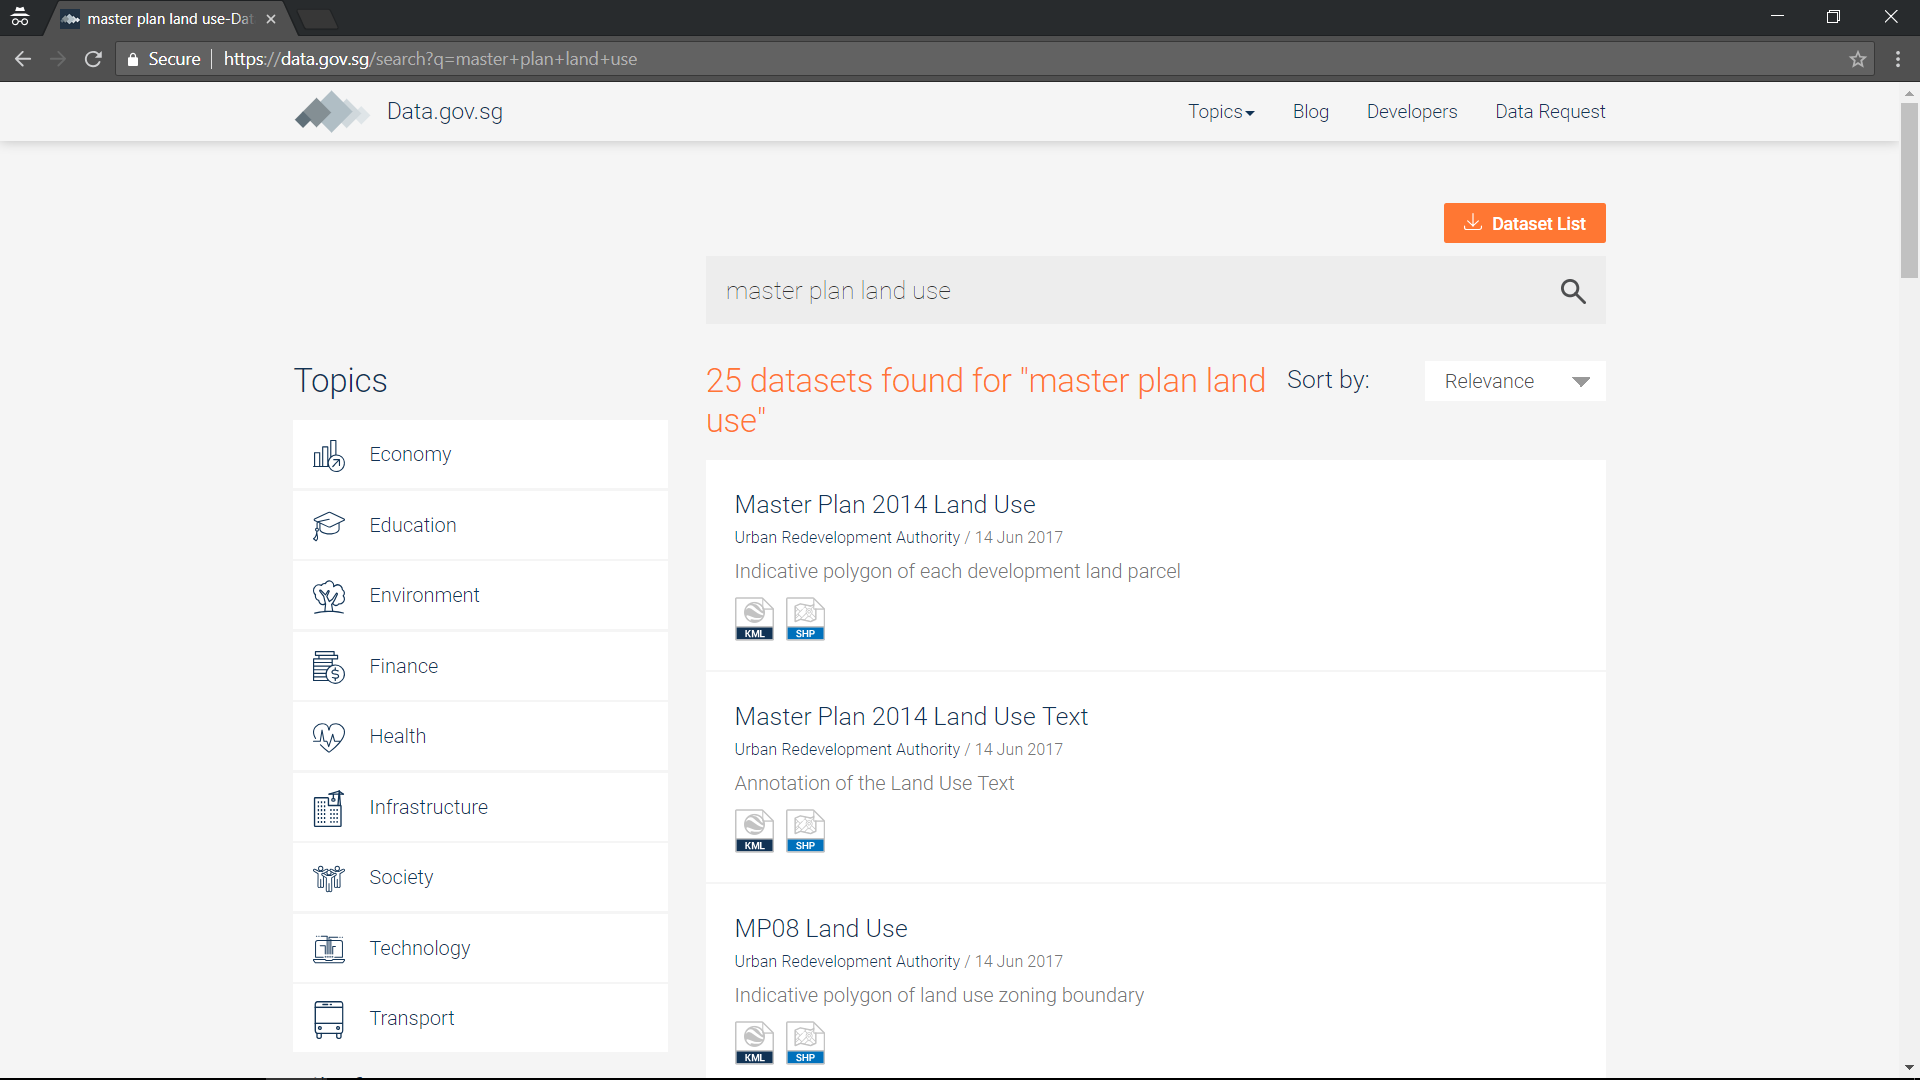 master plan land use-Dat
Secure
https://data.gov.sg/search?q=master+plan+land+use
Data.gov.sg
Topics
Blog
Developers
Data Request
Dataset List
master plan land use
Topics
Economy
Education
Environment
Finance
Health
Infrastructure
Society
Technology
Transport
25 datasets found for "master plan land
use"
Sort by:
Relevance
Master Plan 2014 Land Use
Urban Redevelopment Authority / 14 Jun 2017
Indicative polygon of each development land parcel
KML SHP
Master Plan 2014 Land Use Text
Urban Redevelopment Authority / 14 Jun 2017
Annotation of the Land Use Text
KML SHP
MP08 Land Use
Urban Redevelopment Authority / 14 Jun 2017
Indicative polygon of land use zoning boundary
KML SHP